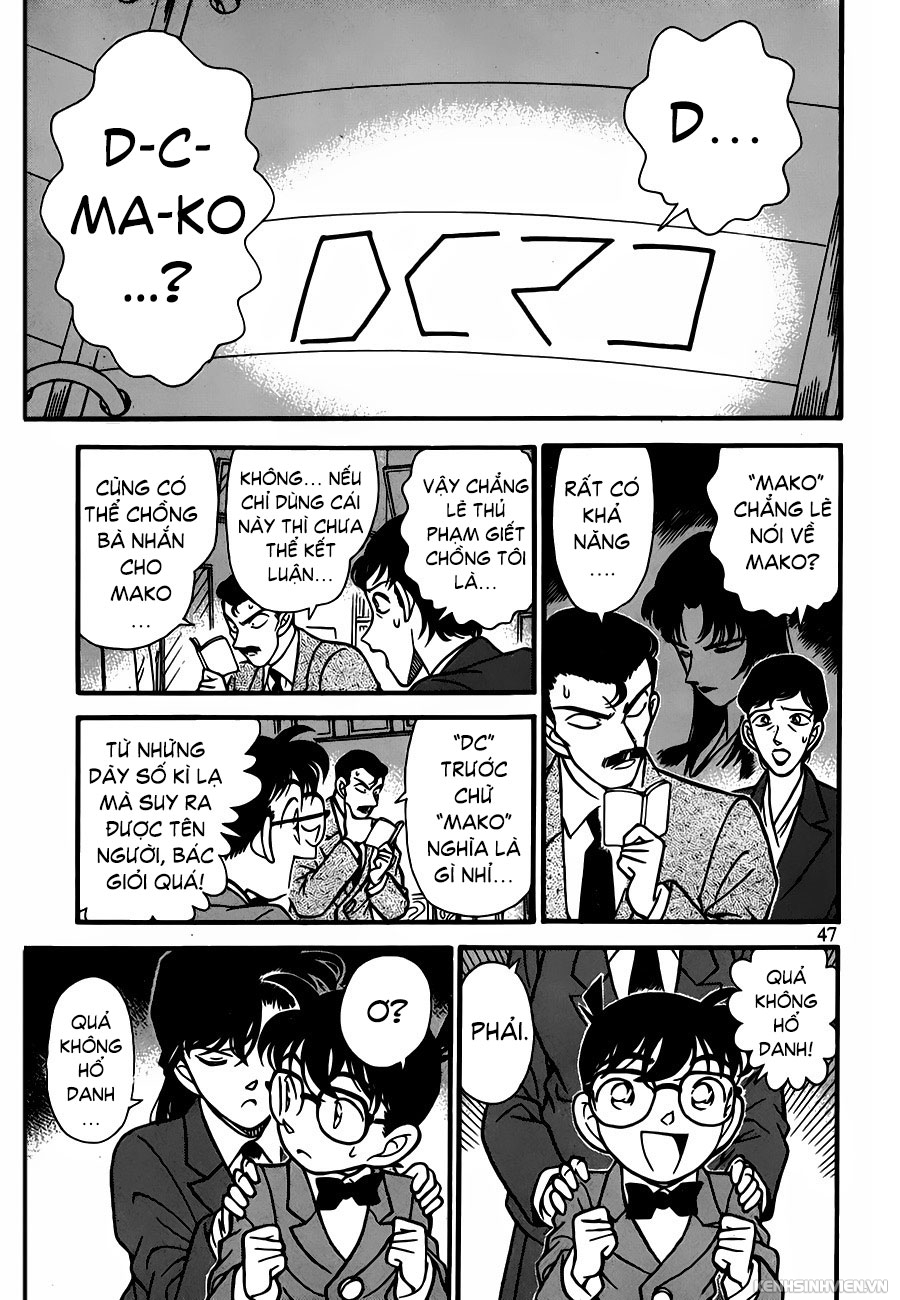 D...
D-C-
MA-KO
...?
DCマコ
"MAKO"
CHẲNG LẼ
NÓI VỀ
MAKO?
RẤT CÓ
KHẢ
NĂNG
....
VẬY CHẲNG
LẼ THỦ
PHẠM GIẾT
CHỒNG TÔI
LÀ...
KHÔNG... NẾU
CHỈ DÙNG CÁI
NÀY THÌ CHƯA
THỂ KẾT
LUẬN...
CŨNG CÓ
THỂ CHỒNG
BÀ NHẮN
CHO
MAKO
...
"DC"
TRƯỚC
CHỮ
"MAKO"
NGHĨA LÀ
GÌ NHỈ...
TỪ NHỮNG
DÃY SỐ KÌ LẠ
MÀ SUY RA
ĐƯỢC TÊN
NGƯỜI, BÁC
GIỎI QUÁ!
47
QUẢ
KHÔNG
HỔ
DANH!
PHẢI.
Ơ?
QUẢ
KHÔNG
HỔ
DANH
...
KENHSINHVIEN.VN